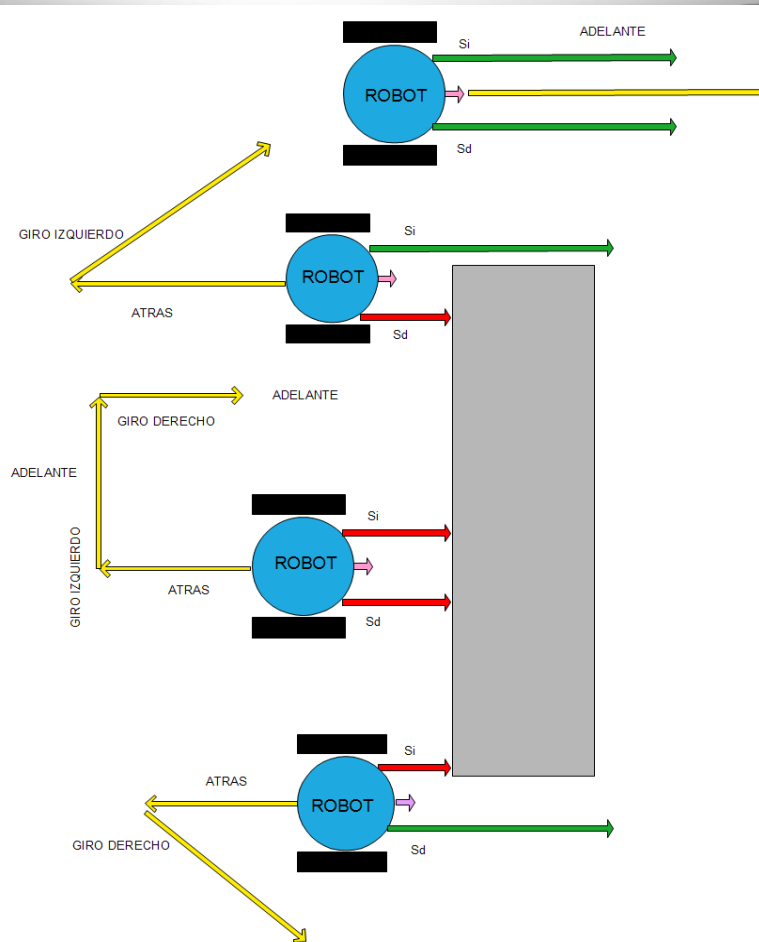 ADELANTE
Si
ROBOT
Sd
GIRO IZQUIERDO
Si
ROBOT
ATRAS
Sd
ADELANTE
GIRO DERECHO
ADELANTE
Si
GIRO IZQUIERDO
ROBOT
ATRAS
Sd
Si
ATRAS
ROBOT
GIRO DERECHO
Sd